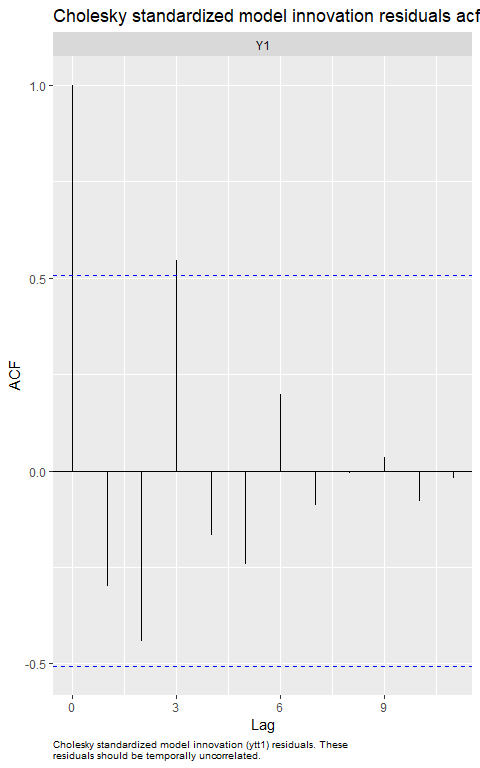 Cholesky standardized model innovation residuals acf
Y1
1.0
0.5
0.0
-0.5
ACF
0 3 6 9
Lag
Cholesky standardized model innovation (ytt1) residuals. These
residuals should be temporally uncorrelated.